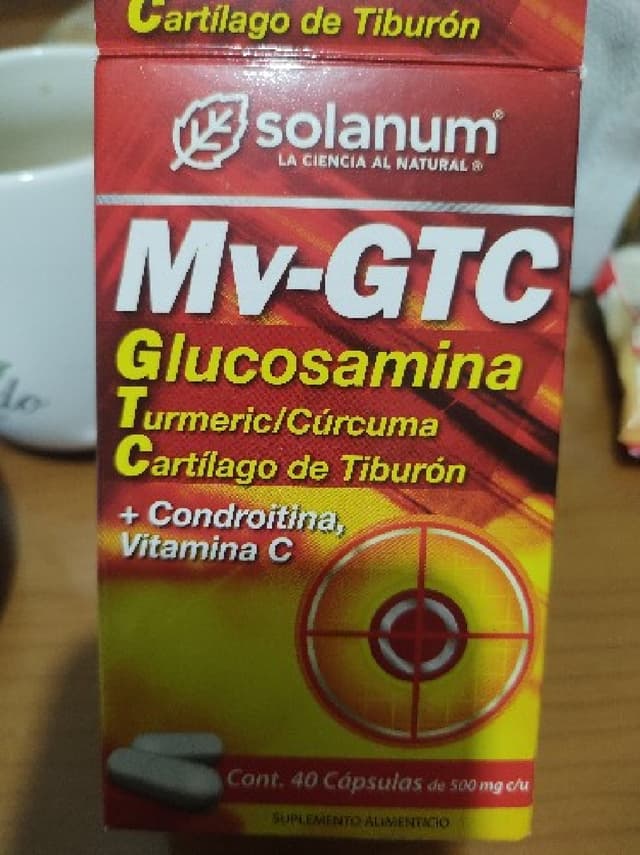 Cartílago de Tiburón
solanum®
LA CIENCIA AL NATURAL®
Mv-GTC
Glucosamina
Turmeric/Cúrcuma
Cartílago de Tiburón
+ Condroitina,
Vitamina C
Cont. 40 Cápsulas de 500 mg c/u
SUPLEMENTO ALIMENTICIO